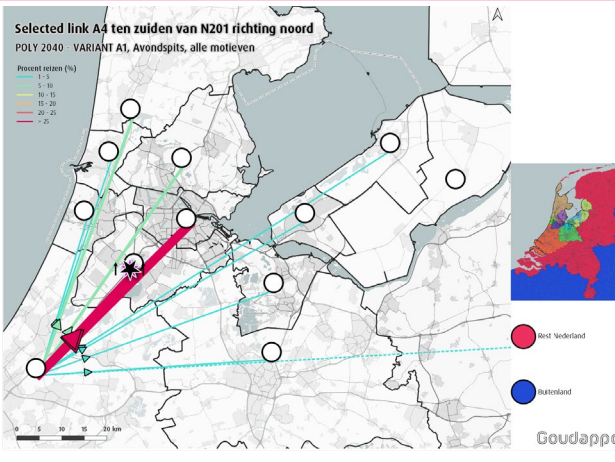 Selected link A4 ten zuiden van N201 richting noord
POLY 2040 - VARIANT A1, Avondspits, alle motieven
Procent reizen (%)
1 - 5
5 - 10
10 - 15
15 - 20
20 - 25
> 25
Rest Nederland
Buitenland
0 5 10 15 20 km
Goudappe